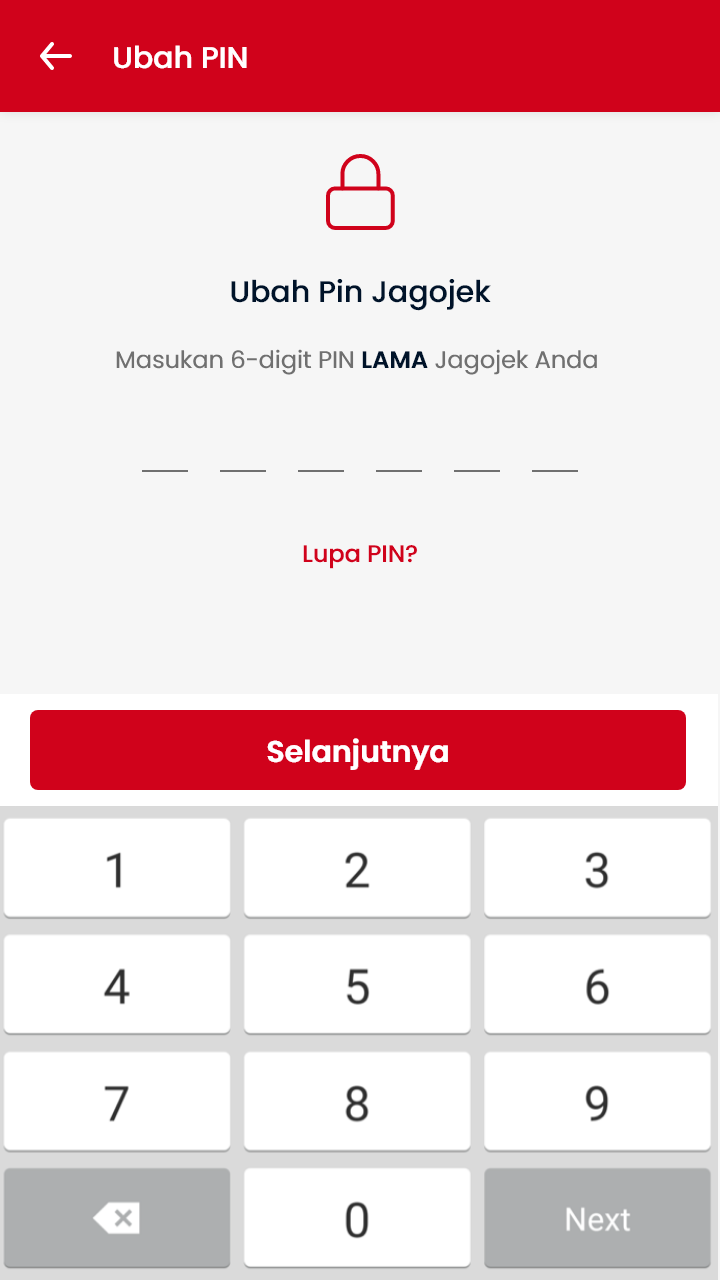 Ubah PIN
Ubah Pin Jagojek
Masukan 6-digit PIN LAMA Jagojek Anda
Lupa PIN?
Selanjutnya
1 2 3
4 5 6
7 8 9
0 Next